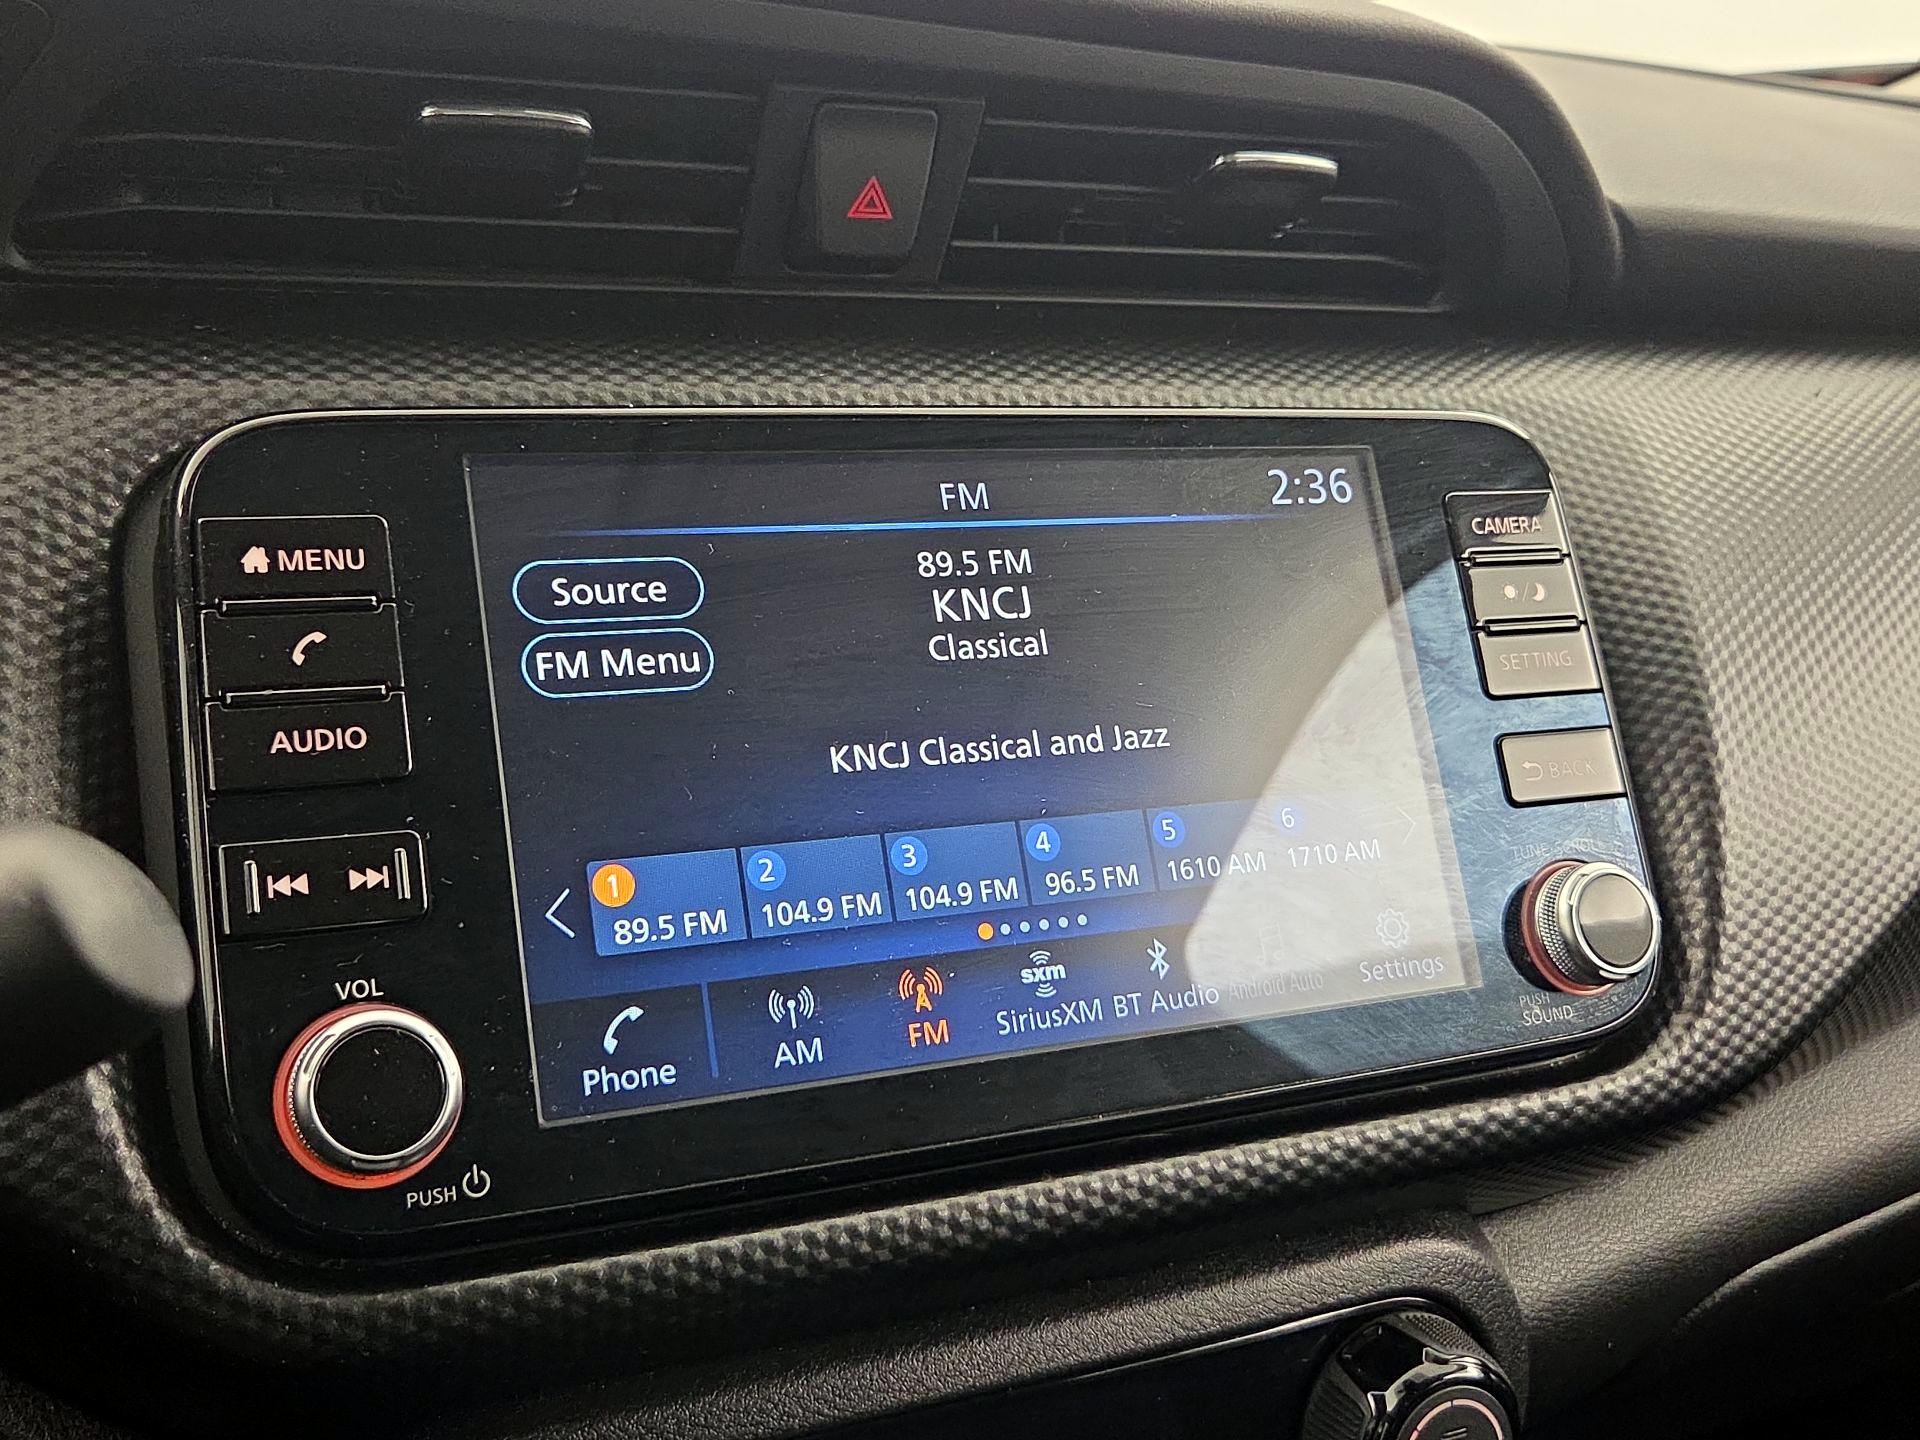 FM
2:36
MENU
AUDIO
VOL
PUSH
Source
FM Menu
89.5 FM
KNCJ
Classical
KNCJ Classical and Jazz
1
89.5 FM
2
104.9 FM
3
104.9 FM
4
96.5 FM
5
1610 AM
6
1710 AM
Phone
AM
FM
sxm
SiriusXM
BT Audio
Android Auto
Settings
CAMERA
SETTING
BACK
TUNE·SCROLL
PUSH
SOUND